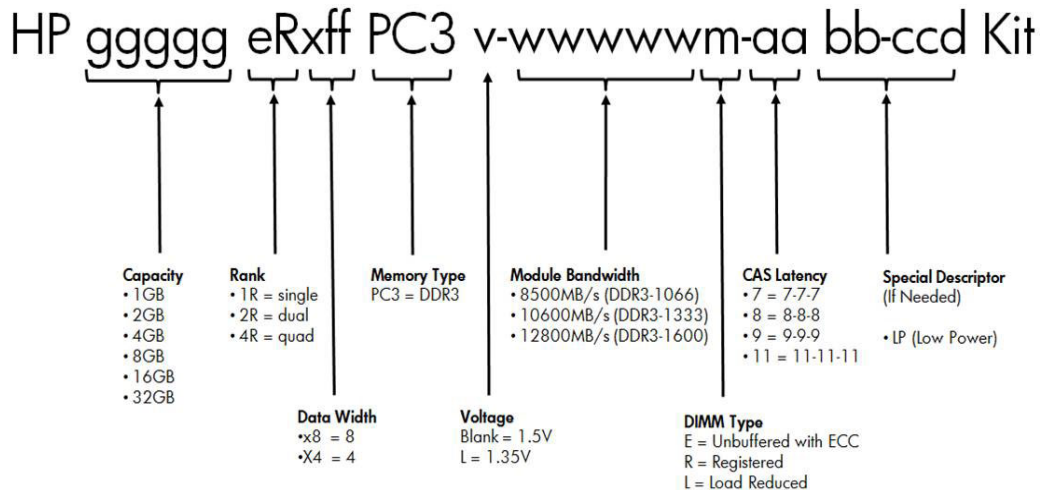 HP ggggg eRxff PC3 v-wwwwwm-aa bb-ccd Kit
Capacity
• 1GB
• 2GB
• 4GB
• 8GB
• 16GB
• 32GB
Rank
• 1R = single
• 2R = dual
• 4R = quad
Memory Type
PC3 = DDR3
Module Bandwidth
• 8500MB/s (DDR3-1066)
• 10600MB/s (DDR3-1333)
• 12800MB/s (DDR3-1600)
CAS Latency
• 7 = 7-7-7
• 8 = 8-8-8
• 9 = 9-9-9
• 11 = 11-11-11
Special Descriptor
(If Needed)
• LP (Low Power)
Data Width
•x8 = 8
•X4 = 4
Voltage
Blank = 1.5V
L = 1.35V
DIMM Type
E = Unbuffered with ECC
R = Registered
L = Load Reduced